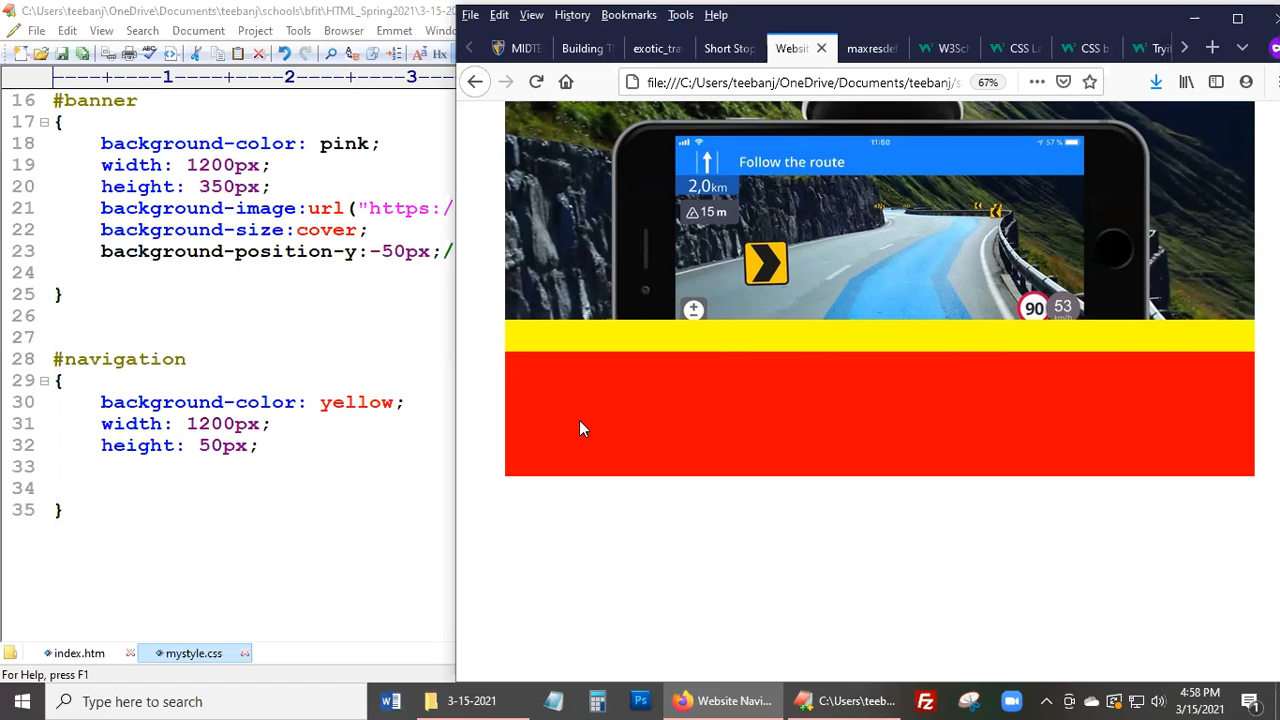 C:\Users\teebanj\OneDrive\Documents\teebanj\schools\bfit\HTML_Spring2021\3-15-20
File Edit View Search Document Project Tools Browser Emmet Windo
----+----1----+----2----+----3
16 #banner
17 {
18 background-color: pink;
19 width: 1200px;
20 height: 350px;
21 background-image:url("https:/
22 background-size:cover;
23 background-position-y:-50px;/
24
25 }
26
27
28 #navigation
29 {
30 background-color: yellow;
31 width: 1200px;
32 height: 50px;
33
34
35 }
index.htm mystyle.css
For Help, press F1
File Edit View History Bookmarks Tools Help
MIDTE Building T exotic_tra Short Stop Websit maxresdef W3Sch CSS La CSS b Tryi
file:///C:/Users/teebanj/OneDrive/Documents/teebanj/s 67%
11:60 57 %
Follow the route
2,0km
15 m
90 53
km/h
Type here to search
3-15-2021
Website Navi...
C:\Users\teeb...
4:58 PM
3/15/2021